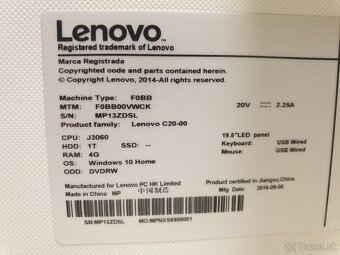 Lenovo™
Registered trademark of Lenovo
Marca Registrada
Copyrighted code and parts contained herein.
© Copyright Lenovo, 2014-All rights reserved.
Machine Type: F0BB
MTM: F0BB00VWCK 20V ⎓ 2.25A
S/N: MP13ZDSL
Product family: Lenovo C20-00
CPU: J3060 19.5"LED panel
HDD: 1T SSD: -- Keyboard: USB Wired
RAM: 4G Mouse: USB Wired
OS: Windows 10 Home
ODD: DVDRW
Manufactured for Lenovo PC HK Limited Product certified in Jiangsu,China
Made in China MP 中国制造 Mfg Date: 2016-09-08
S/N:MP13ZDSL MO:MPNXS6908001
bazos.sk